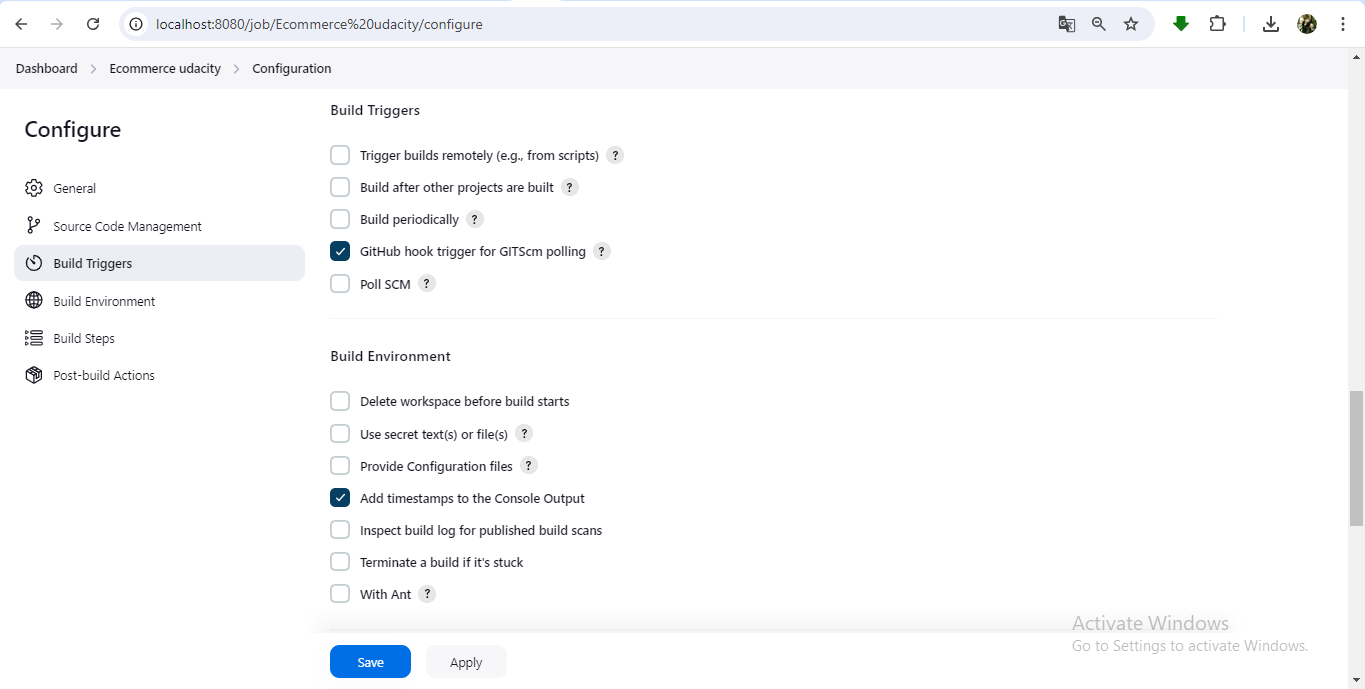 localhost:8080/job/Ecommerce%20udacity/configure
Dashboard > Ecommerce udacity > Configuration
Configure
General
Source Code Management
Build Triggers
Build Environment
Build Steps
Post-build Actions
Build Triggers
Trigger builds remotely (e.g., from scripts) ?
Build after other projects are built ?
Build periodically ?
GitHub hook trigger for GITScm polling ?
Poll SCM ?
Build Environment
Delete workspace before build starts
Use secret text(s) or file(s) ?
Provide Configuration files ?
Add timestamps to the Console Output
Inspect build log for published build scans
Terminate a build if it's stuck
With Ant ?
Save Apply
Activate Windows
Go to Settings to activate Windows.